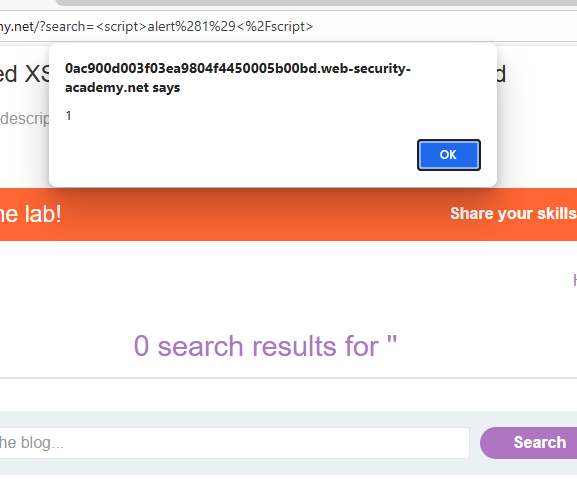 my.net/?search=<script>alert%281%29<%2Fscript>
ed XS
d
descrip
0ac900d003f03ea9804f4450005b00bd.web-security-
academy.net says
1
OK
he lab!
Share your skills
0 search results for ''
he blog...
Search